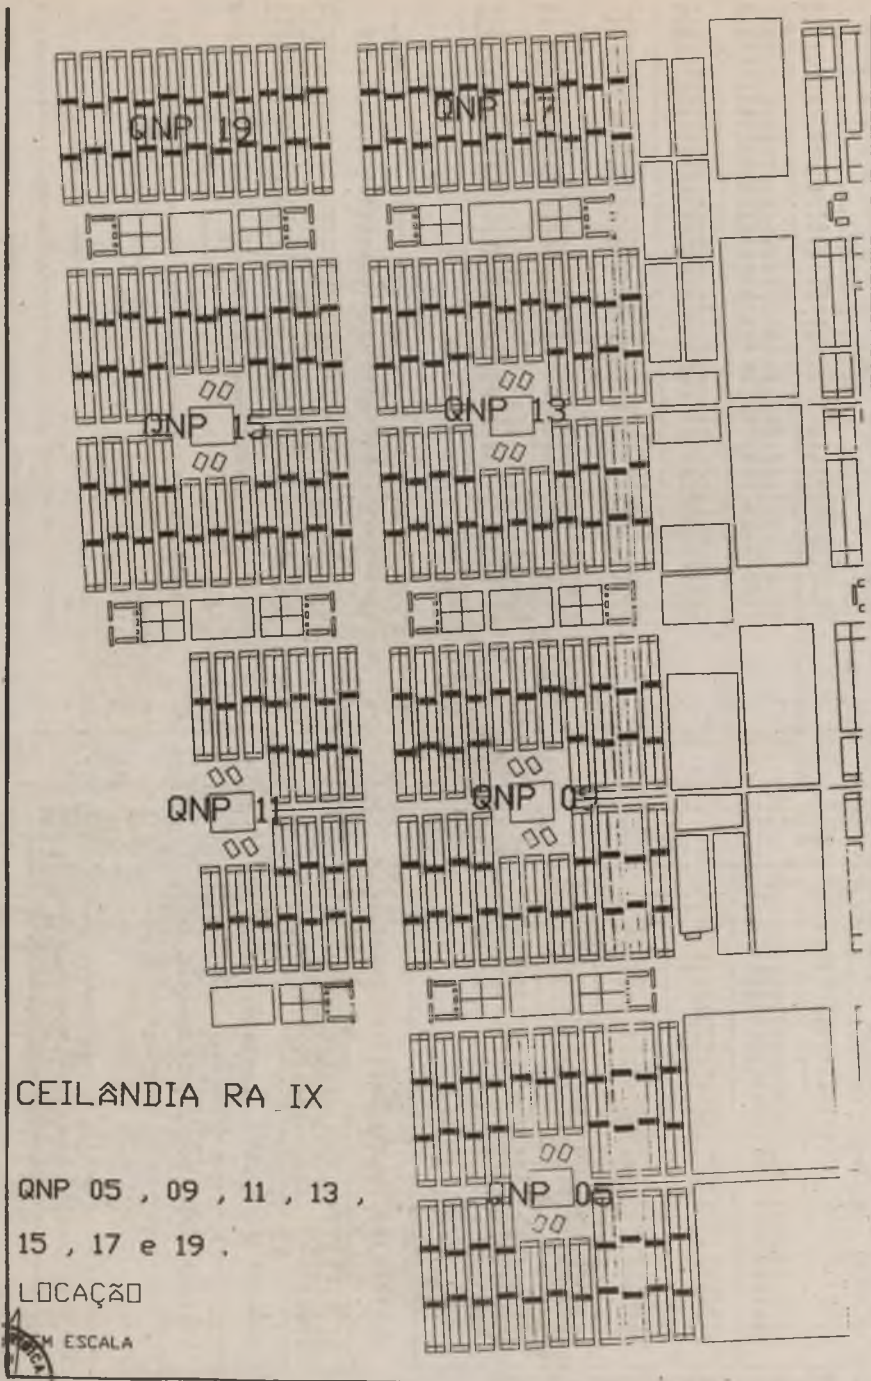 QNP 19
QNP 17
QNP 15
QNP 13
QNP 11
QNP 09
QNP 05
CEILÂNDIA RA IX
QNP 05 , 09 , 11 , 13 ,
15 , 17 e 19 .
LOCAÇÃO
ESCALA